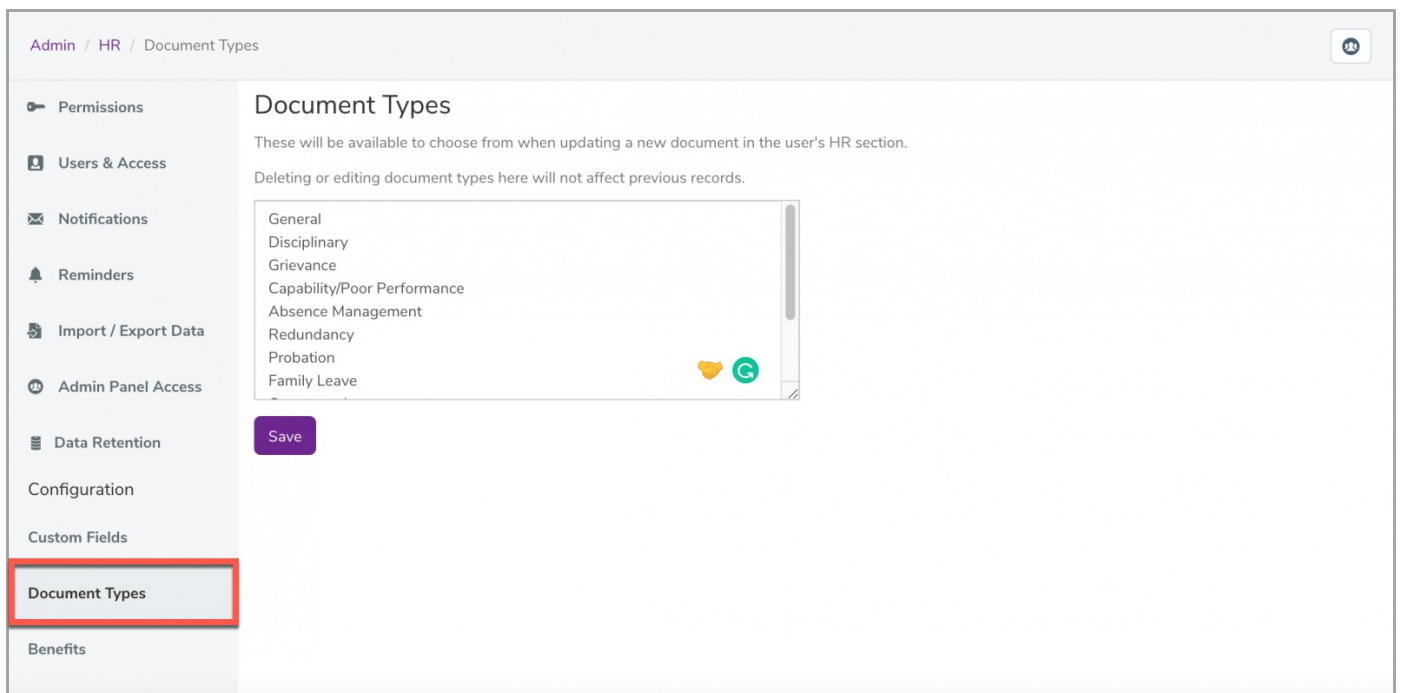 Admin / HR / Document Types
Permissions
Users & Access
Notifications
Reminders
Import / Export Data
Admin Panel Access
Data Retention
Configuration
Custom Fields
Document Types
Benefits
Document Types
These will be available to choose from when updating a new document in the user's HR section.
Deleting or editing document types here will not affect previous records.
General
Disciplinary
Grievance
Capability/Poor Performance
Absence Management
Redundancy
Probation
Family Leave
Save